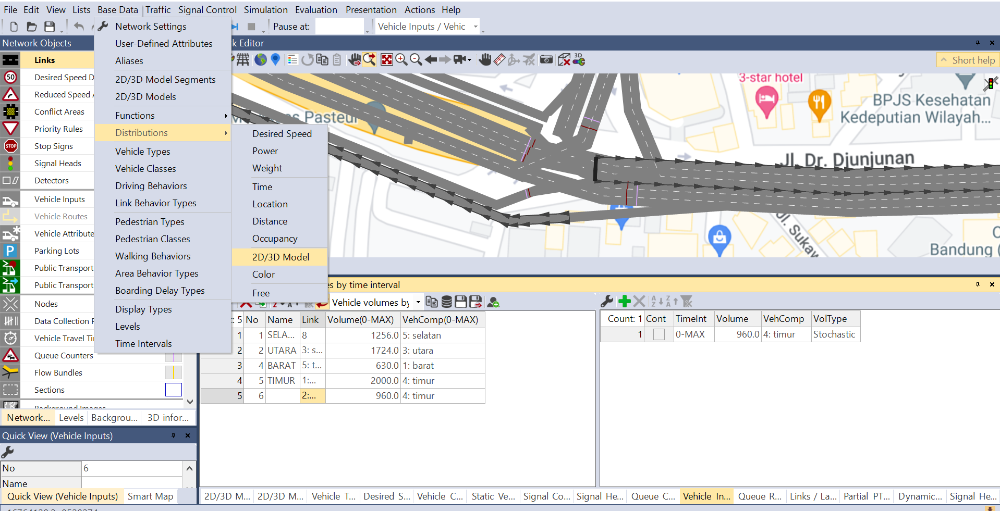 File Edit View Lists Base Data Traffic Signal Control Simulation Evaluation Presentation Actions Help
Pause at: Vehicle Inputs / Vehic
Network Objects
k Editor
Short help
Links
Desired Speed D
Reduced Speed
Conflict Areas
Priority Rules
Stop Signs
Signal Heads
Detectors
Vehicle Inputs
Vehicle Routes
Vehicle Attribute
Parking Lots
Public Transport
Public Transport
Nodes
Data Collection P
Vehicle Travel Ti
Queue Counters
Flow Bundles
Sections
Background Images
50
STOP
P
Network Settings
User-Defined Attributes
Aliases
2D/3D Model Segments
2D/3D Models
Functions
Distributions
Vehicle Types
Vehicle Classes
Driving Behaviors
Link Behavior Types
Pedestrian Types
Pedestrian Classes
Walking Behaviors
Area Behavior Types
Boarding Delay Types
Display Types
Levels
Time Intervals
Desired Speed
Power
Weight
Time
Location
Distance
Occupancy
2D/3D Model
Color
Free
3D
3-star hotel
BPJS Kesehatan
Kedeputian Wilayah...
Pasteur
Jl. Dr. Djunjunan
Jl. Sukaw
Bandung (
es by time interval
Vehicle volumes by
: 5 No Name Link Volume(0-MAX) VehComp(0-MAX)
1 1 SELA... 8 1256.0 5: selatan
2 2 UTARA 3: s... 1724.0 3: utara
3 4 BARAT 5: t... 630.0 1: barat
4 5 TIMUR 1:... 2000.0 4: timur
5 6 2:... 960.0 4: timur
Count: 1 Cont TimeInt Volume VehComp VolType
1 0-MAX 960.0 4: timur Stochastic
Network... Levels Backgrou... 3D infor...
Quick View (Vehicle Inputs)
No 6
Name
Quick View (Vehicle Inputs) Smart Map
2D/3D M... 2D/3D M... Vehicle T... Desired S... Vehicle C... Static Ve... Signal Co... Signal He... Queue C... Vehicle In... Queue R... Links / La... Partial PT... Dynamic... Signal He...